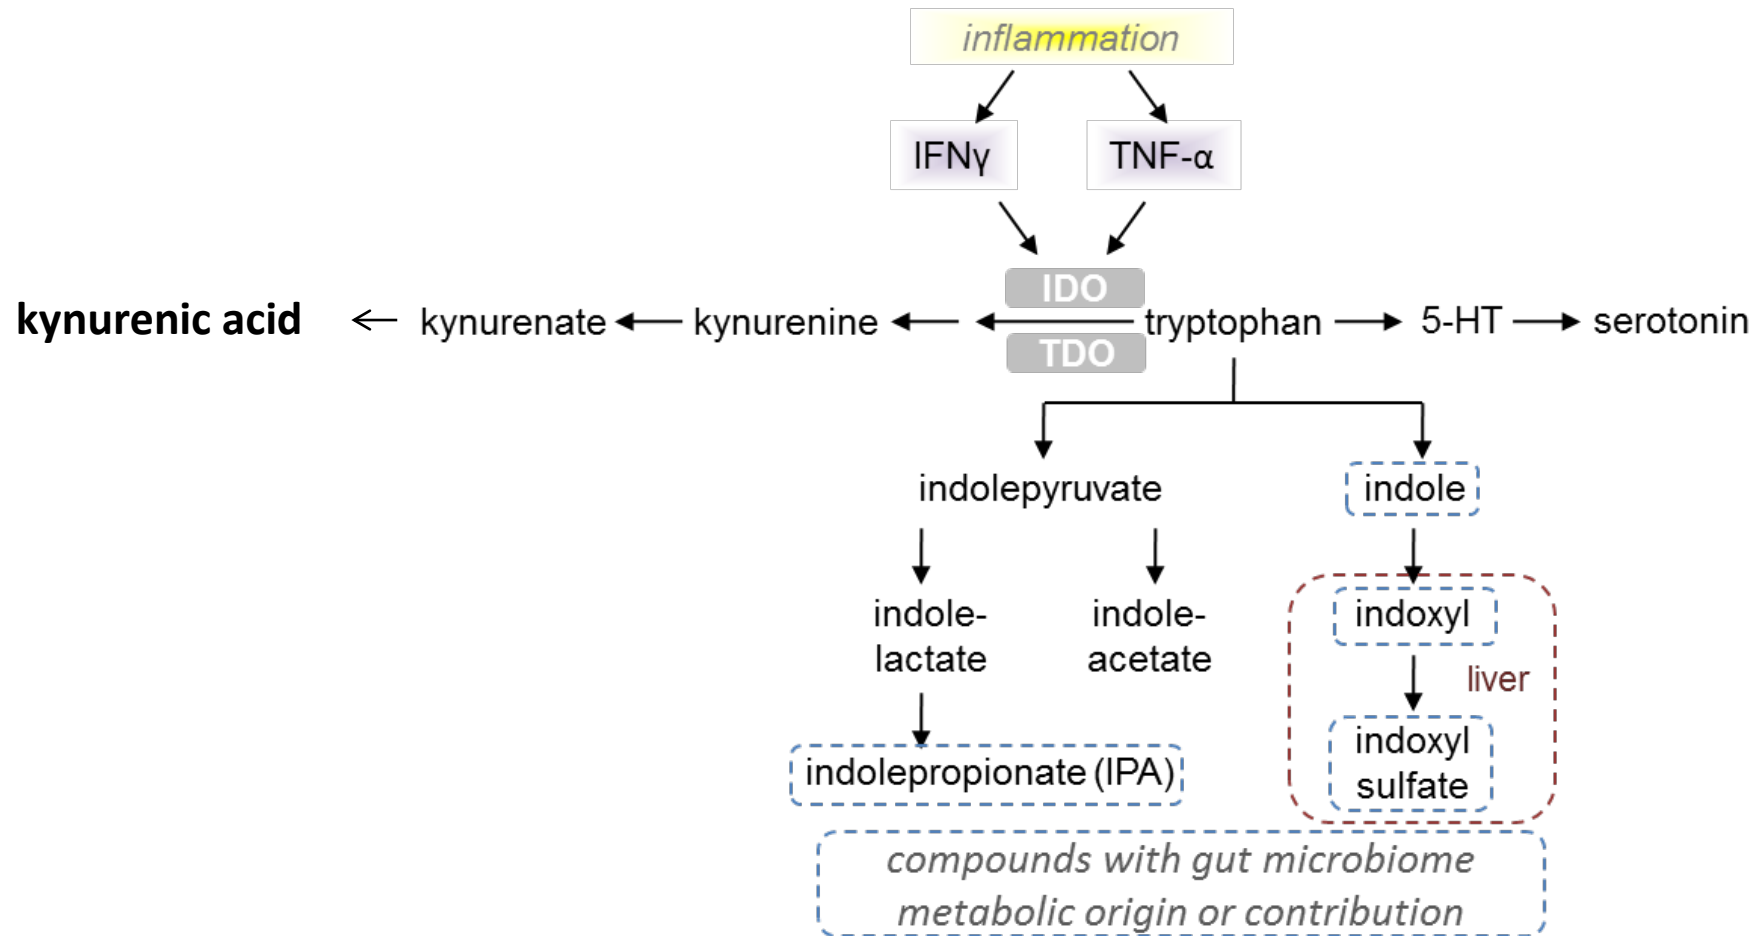 inflammation
IFNγ
TNF-α
IDO
kynurenic acid
kynurenate
kynurenine
tryptophan
5-HT
serotonin
TDO
indolepyruvate
indole
indole-
lactate
indole-
acetate
indoxyl
liver
indoxyl
sulfate
indolepropionate (IPA)
compounds with gut microbiome
metabolic origin or contribution